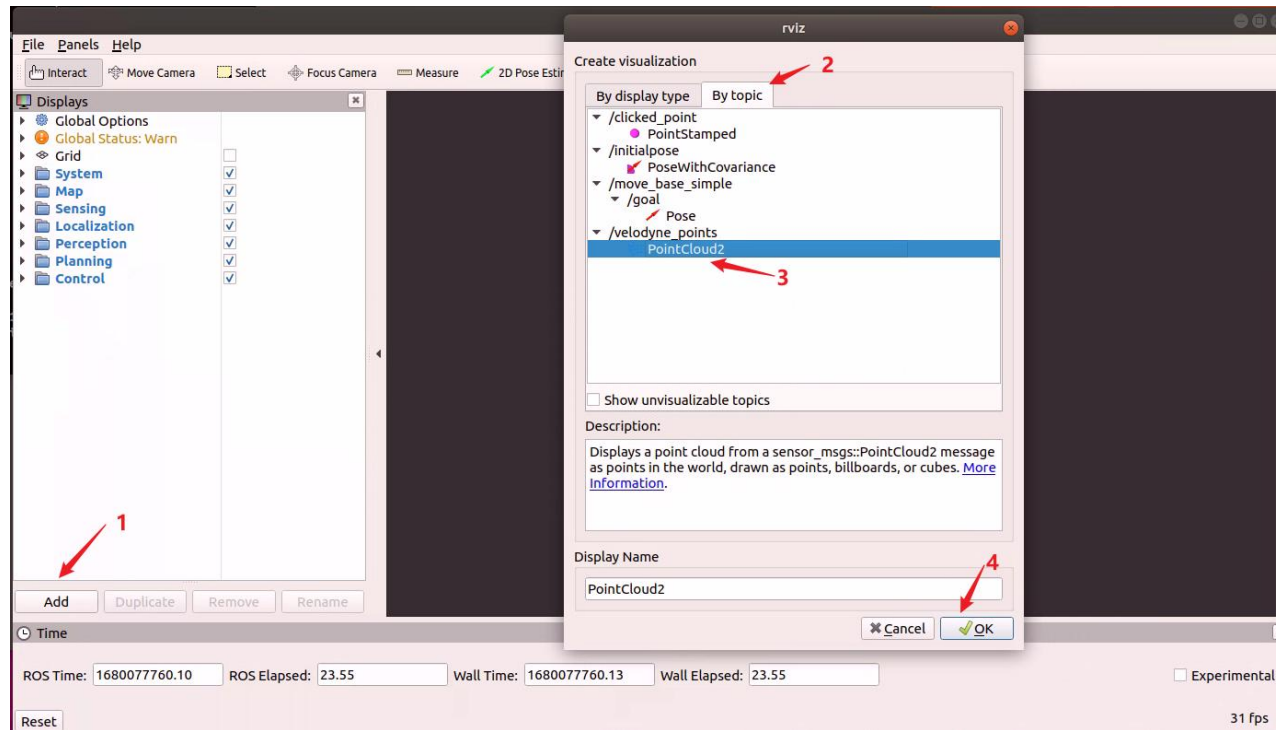 rviz
File Panels Help
Interact Move Camera Select Focus Camera Measure 2D Pose Estir
Displays
Global Options
Global Status: Warn
Grid
System
Map
Sensing
Localization
Perception
Planning
Control
1
Add Duplicate Remove Rename
Create visualization
2
By display type By topic
/clicked_point
PointStamped
/initialpose
PoseWithCovariance
/move_base_simple
/goal
Pose
/velodyne_points
PointCloud2
3
Show unvisualizable topics
Description:
Displays a point cloud from a sensor_msgs::PointCloud2 message
as points in the world, drawn as points, billboards, or cubes. More
Information.
Display Name
4
PointCloud2
Cancel OK
Time
ROS Time: 1680077760.10 ROS Elapsed: 23.55 Wall Time: 1680077760.13 Wall Elapsed: 23.55 Experimental
Reset 31 fps